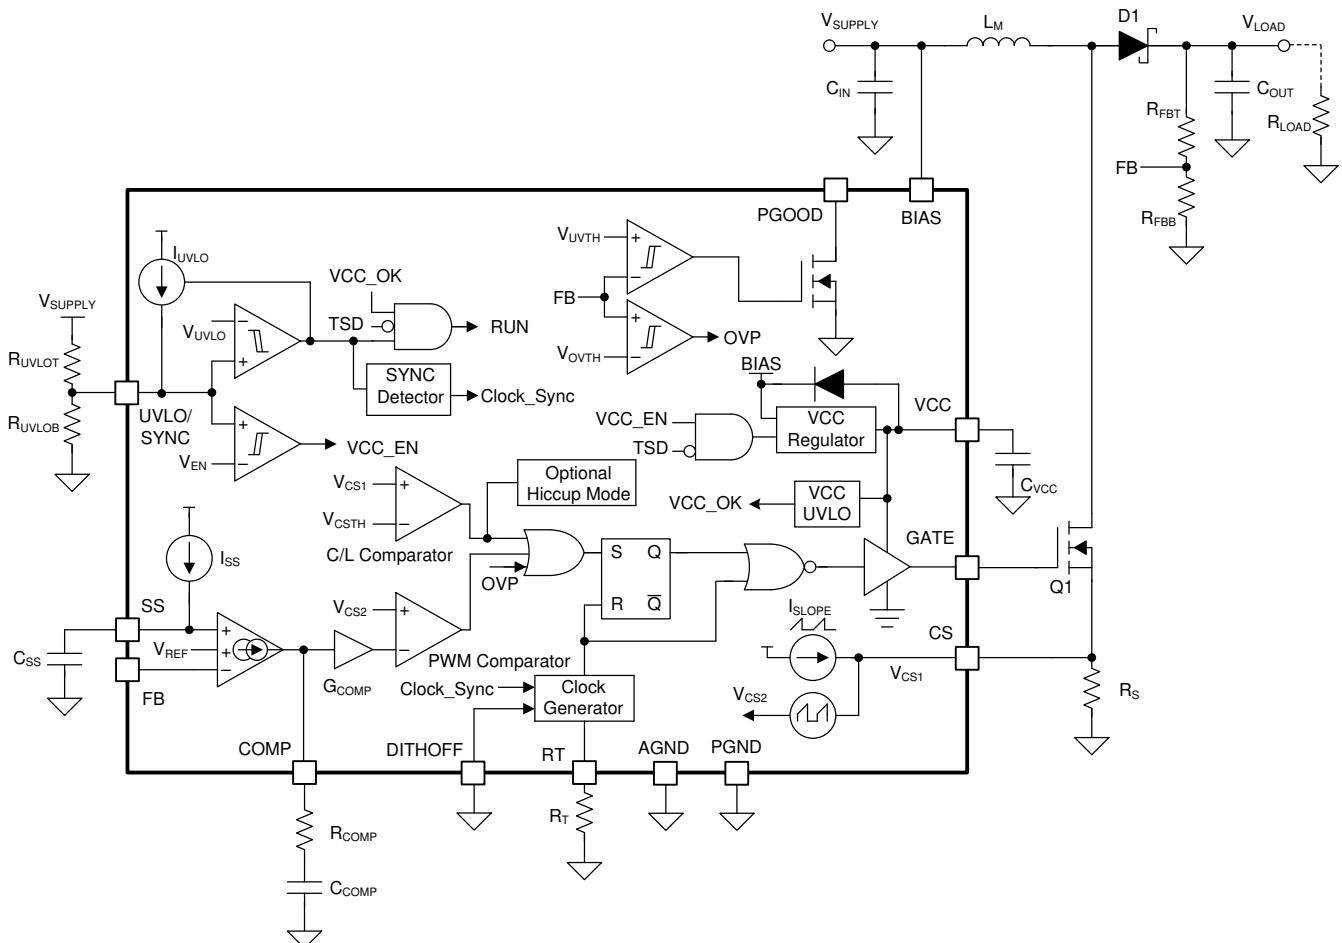 VSUPPLY
LM
D1
VLOAD
CIN
COUT
RFBT
RLOAD
FB
RFBB
PGOOD
BIAS
IUVLO
VUVTH
FB
VOVTH
OVP
VCC_OK
TSD
RUN
VSUPPLY
VUVLO
RUVLOT
SYNC
Detector
Clock_Sync
BIAS
UVLO/
SYNC
RUVLOB
VCC_EN
TSD
VCC
Regulator
VCC
VEN
VCC_EN
VCS1
VCSTH
C/L Comparator
Optional
Hiccup Mode
VCC_OK
VCC
UVLO
CVCC
GATE
Q1
ISS
OVP
S
Q
R
Q
SS
VREF
CSS
FB
VCS2
PWM Comparator
GCOMP
Clock_Sync
Clock
Generator
ISLOPE
CS
VCS1
VCS2
RS
COMP
DITHOFF
RT
AGND
PGND
RCOMP
RT
CCOMP